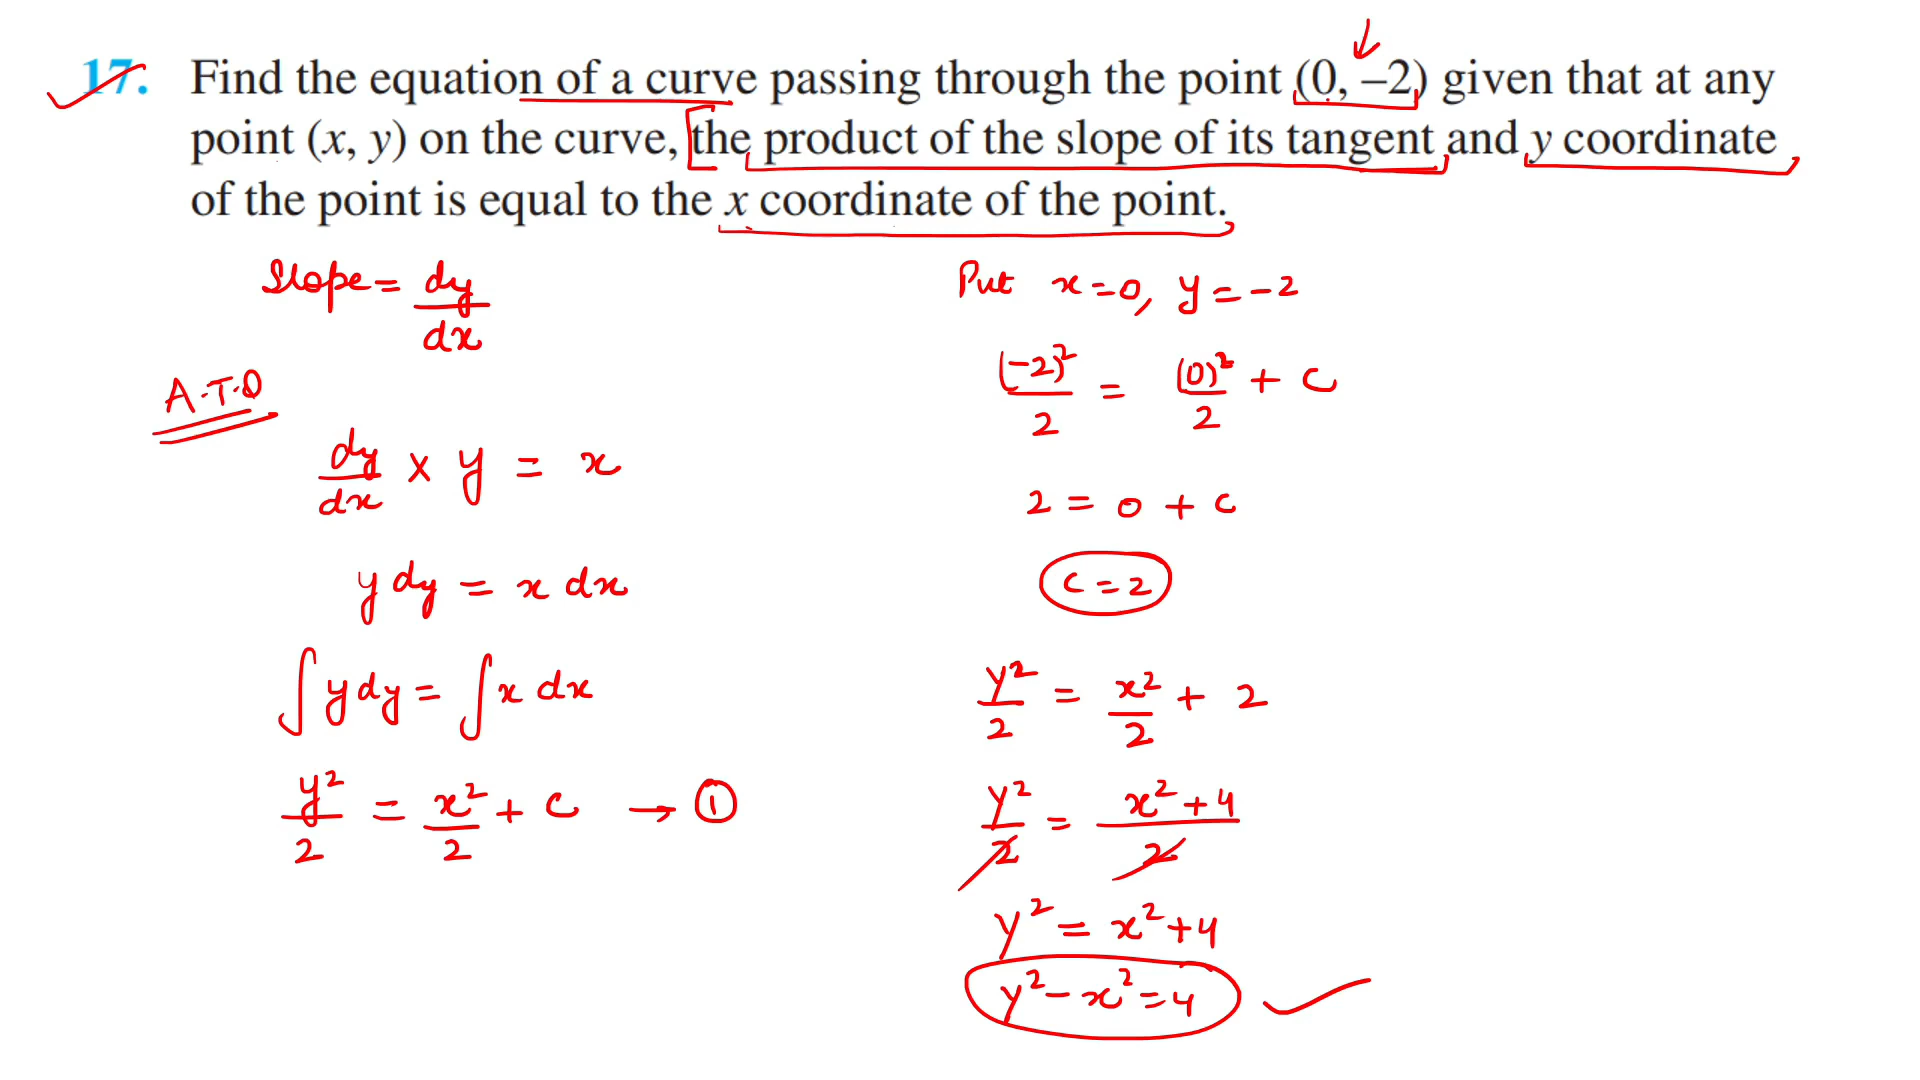 17. Find the equation of a curve passing through the point (0, –2) given that at any
point (x, y) on the curve, the product of the slope of its tangent and y coordinate
of the point is equal to the x coordinate of the point.
Slope = dy/dx
A.T.Q
dy/dx × y = x
y dy = x dx
∫ y dy = ∫ x dx
y²/2 = x²/2 + C → ①
Put x = 0, y = -2
(-2)²/2 = (0)²/2 + C
2 = 0 + C
C = 2
y²/2 = x²/2 + 2
y²/2 = x² + 4/2
y² = x² + 4
y² - x² = 4